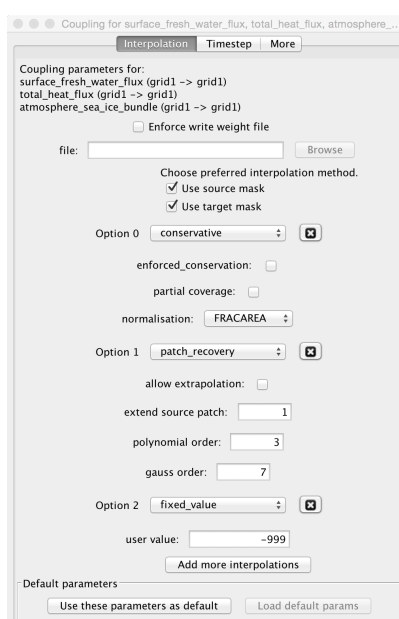 Coupling for surface_fresh_water_flux, total_heat_flux, atmosphere_...
Interpolation Timestep More
Coupling parameters for:
surface_fresh_water_flux (grid1 -> grid1)
total_heat_flux (grid1 -> grid1)
atmosphere_sea_ice_bundle (grid1 -> grid1)
Enforce write weight file
file: Browse
Choose preferred interpolation method.
Use source mask
Use target mask
Option 0 conservative
enforced_conservation:
partial coverage:
normalisation: FRACAREA
Option 1 patch_recovery
allow extrapolation:
extend source patch: 1
polynomial order: 3
gauss order: 7
Option 2 fixed_value
user value: -999
Add more interpolations
Default parameters
Use these parameters as default Load default params